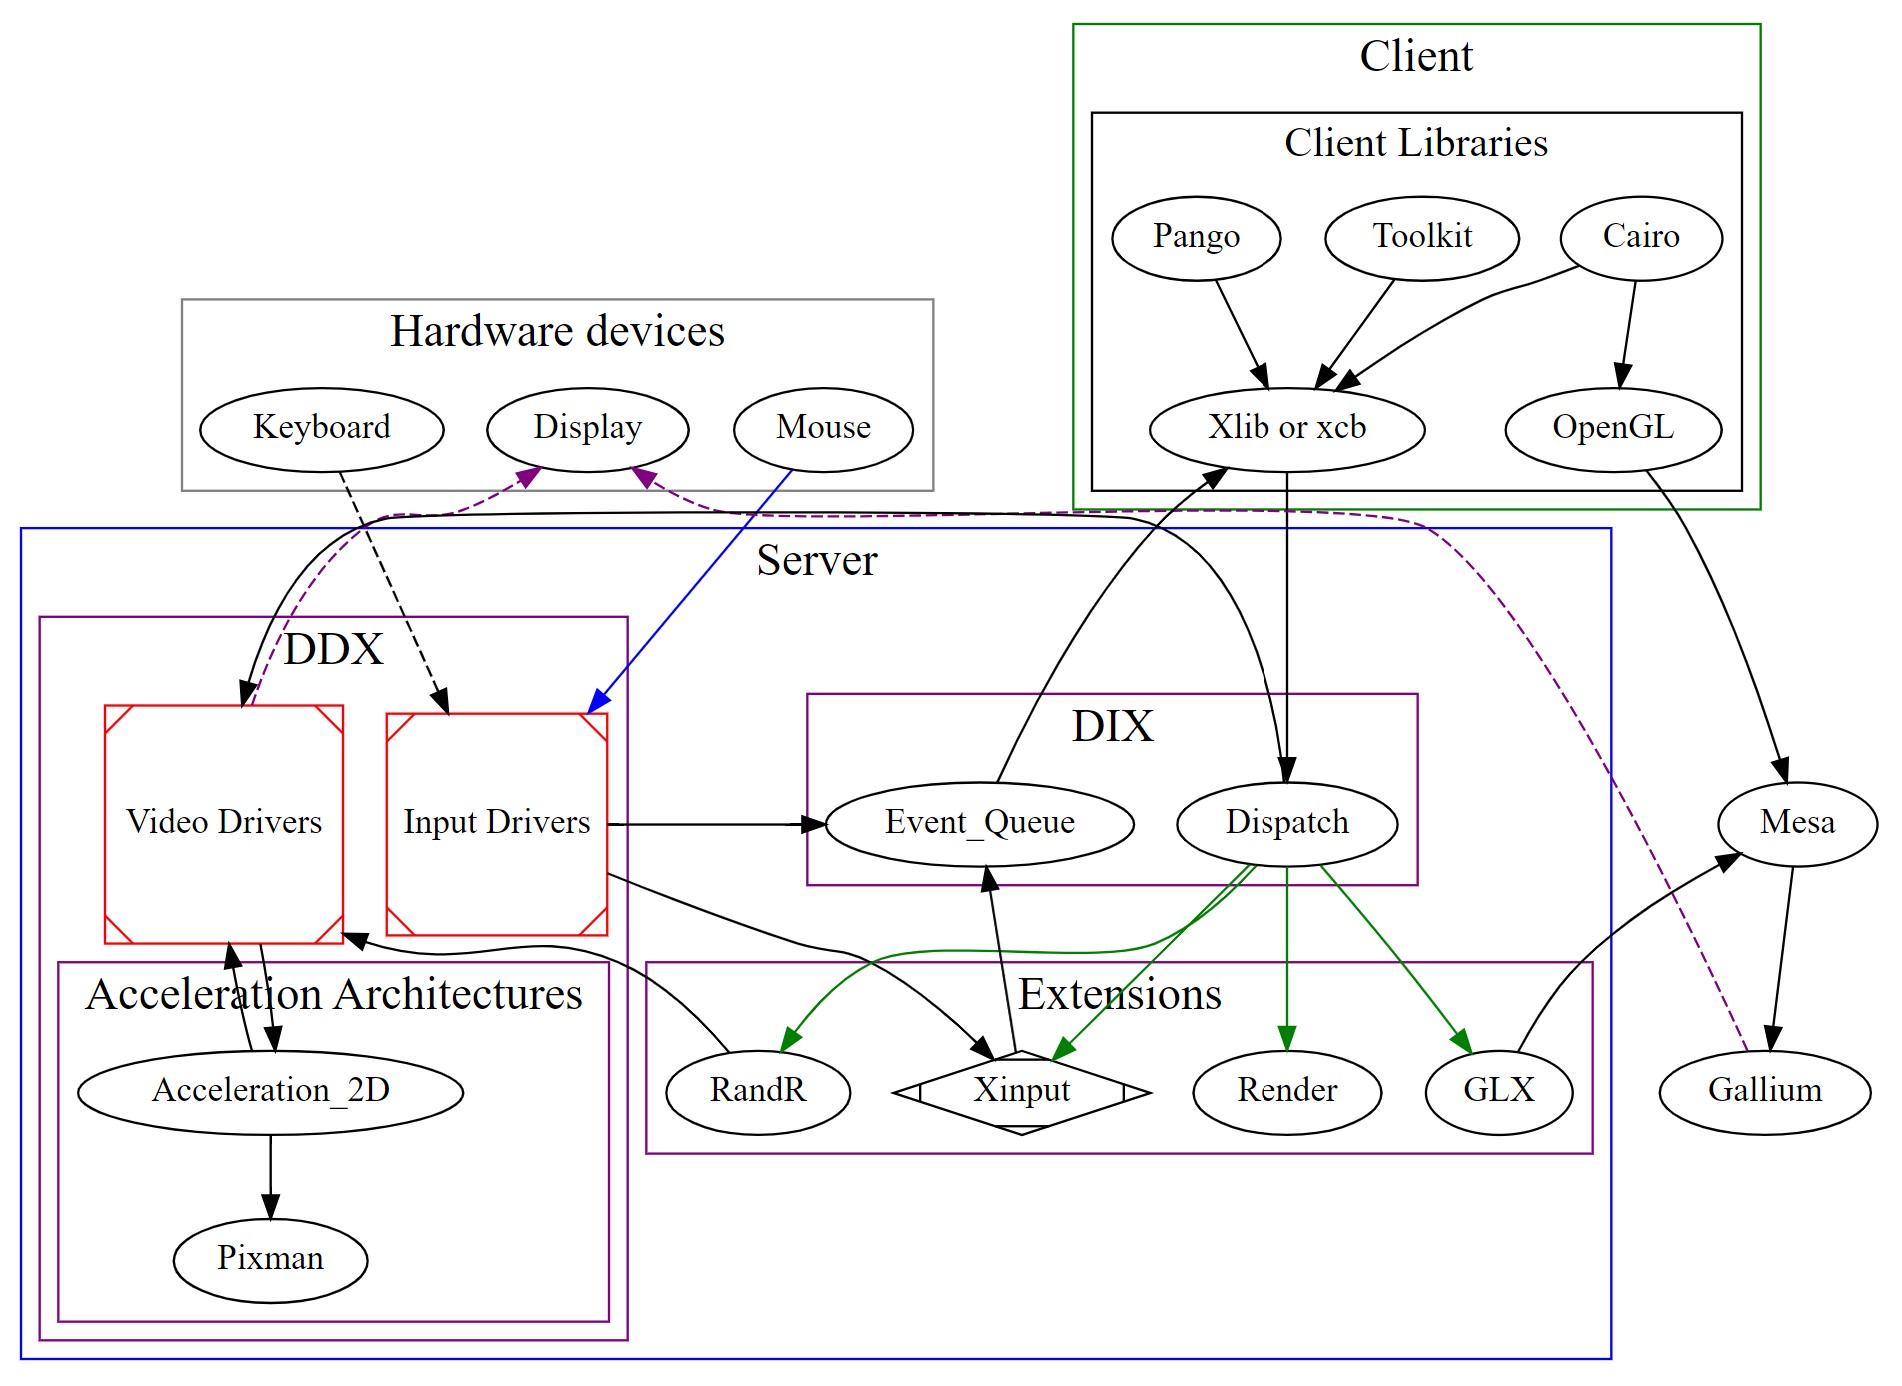 Client
Client Libraries
Pango
Toolkit
Cairo
Hardware devices
Keyboard
Display
Mouse
Xlib or xcb
OpenGL
Server
DDX
DIX
Video Drivers
Input Drivers
Event_Queue
Dispatch
Mesa
Acceleration Architectures
Extensions
Acceleration_2D
RandR
Xinput
Render
GLX
Gallium
Pixman